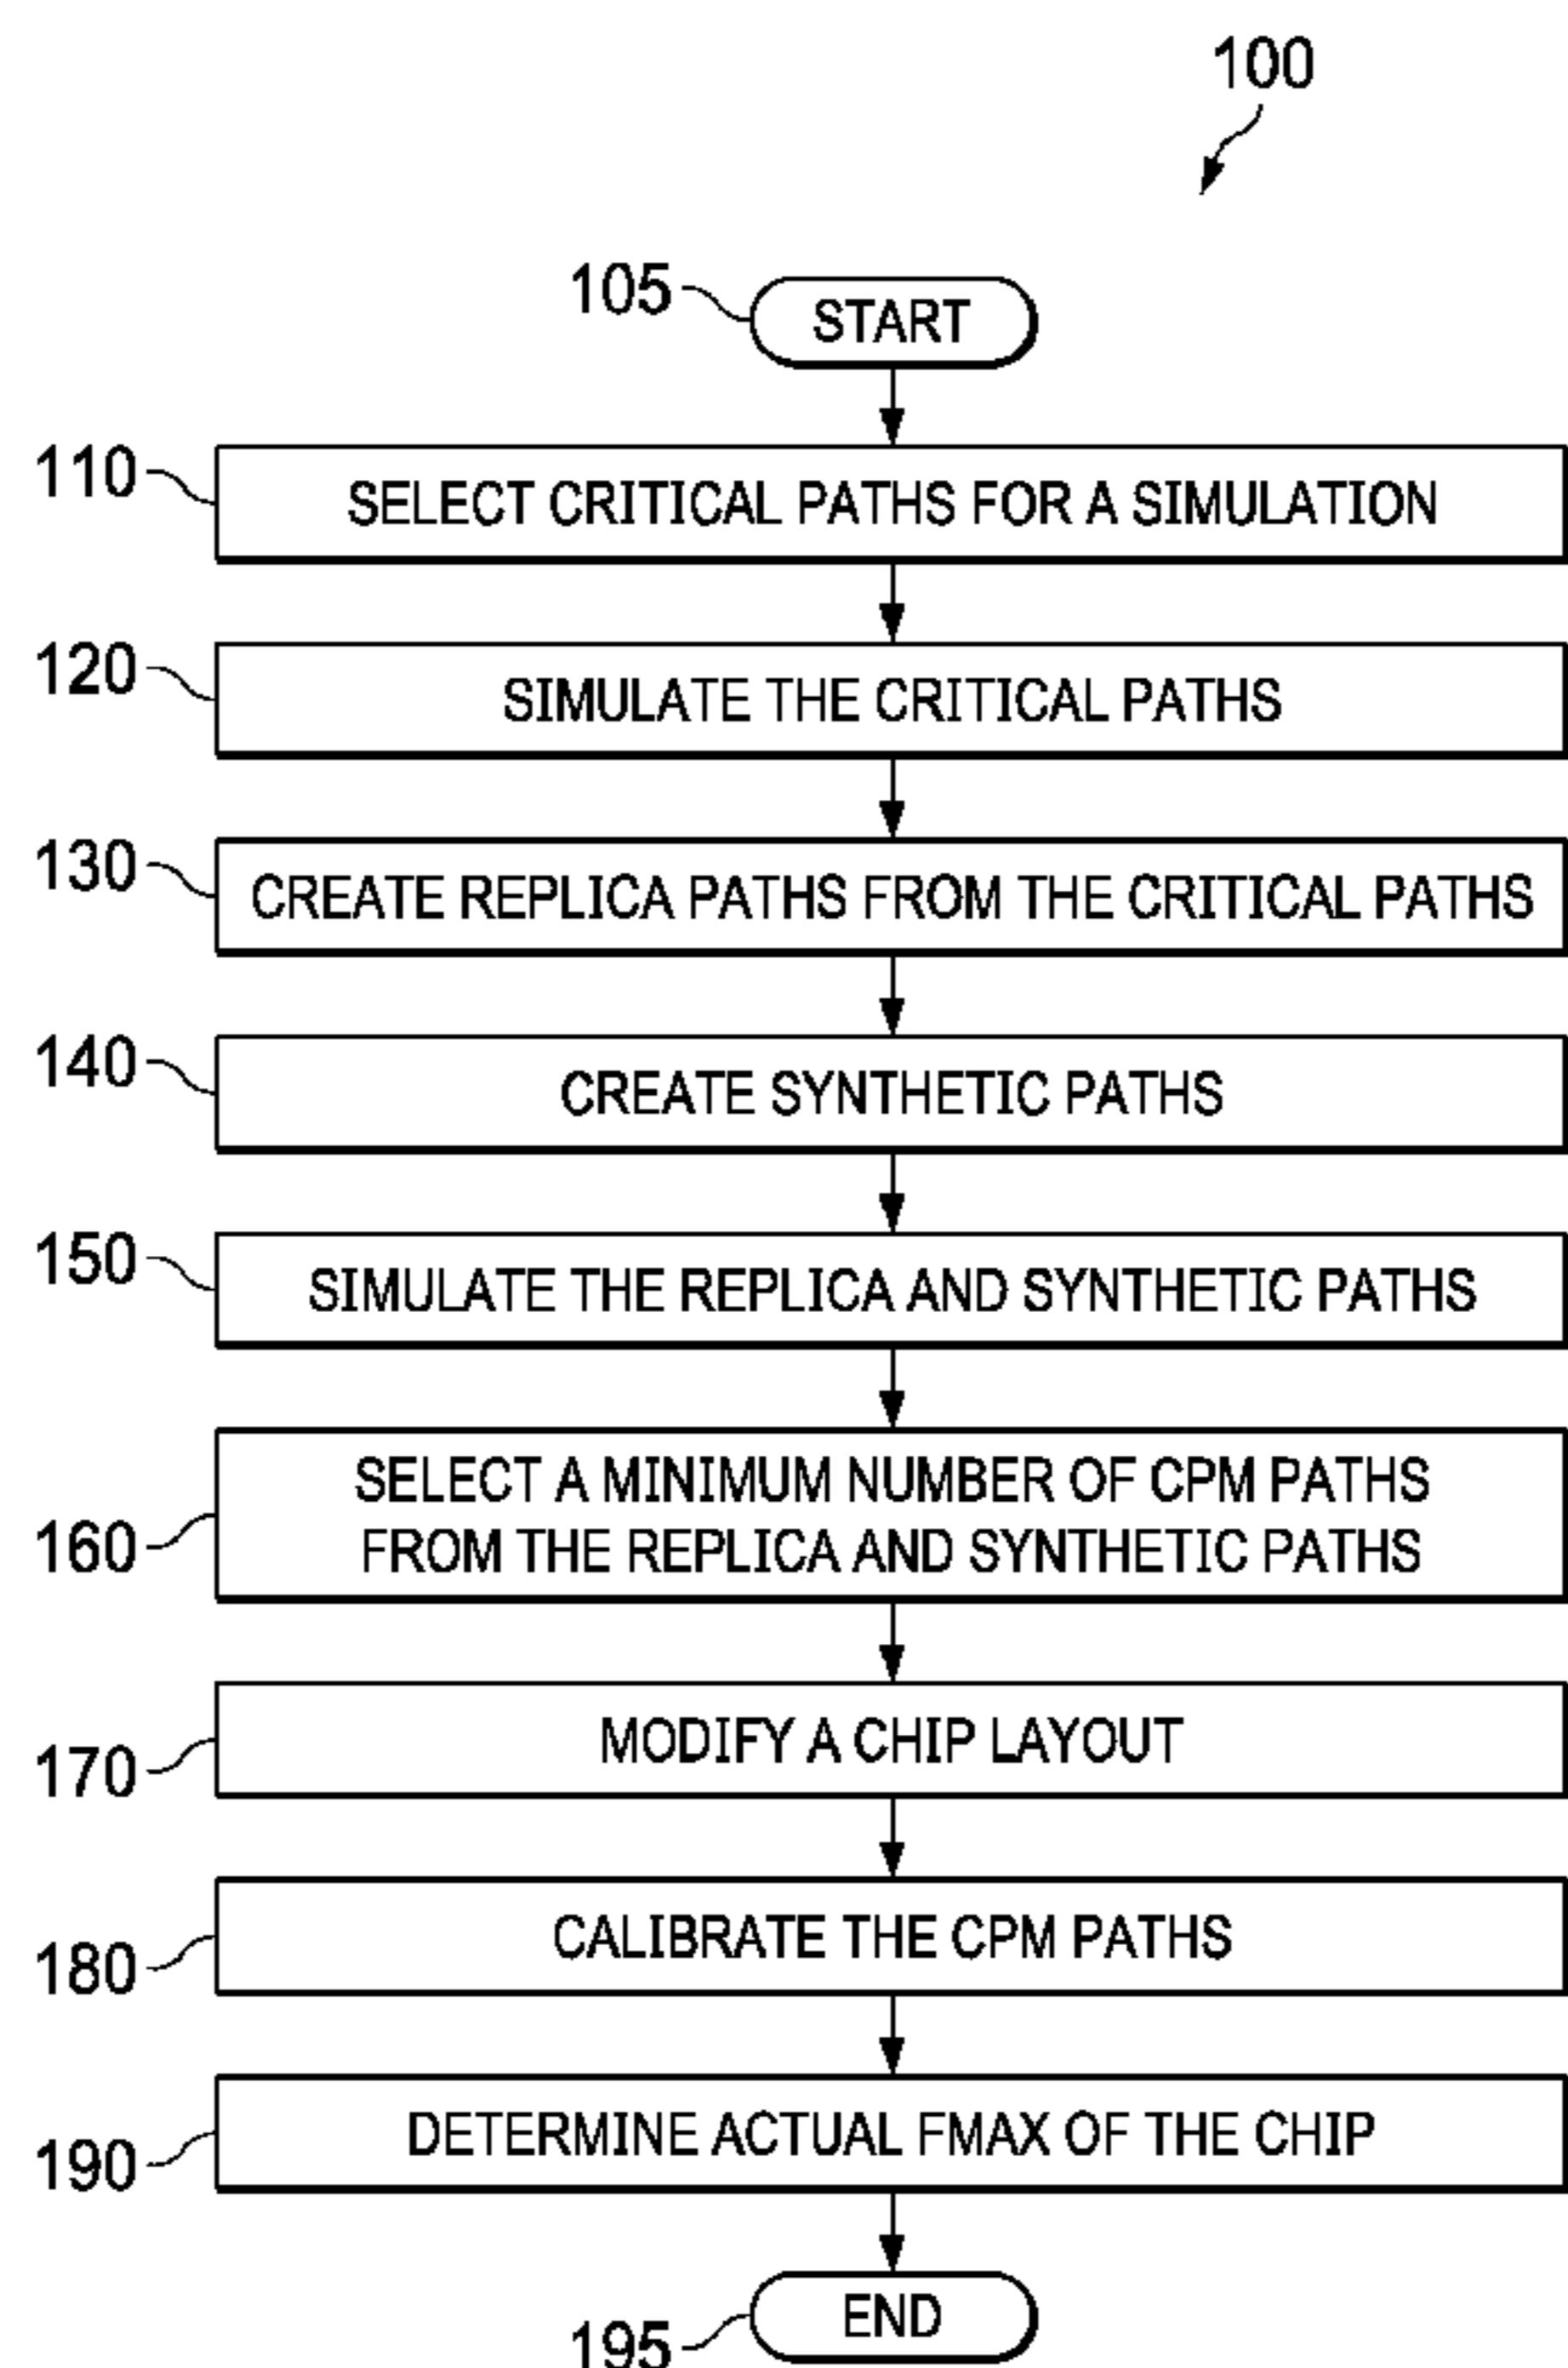 100
105
START
110
SELECT CRITICAL PATHS FOR A SIMULATION
120
SIMULATE THE CRITICAL PATHS
130
CREATE REPLICA PATHS FROM THE CRITICAL PATHS
140
CREATE SYNTHETIC PATHS
150
SIMULATE THE REPLICA AND SYNTHETIC PATHS
160
SELECT A MINIMUM NUMBER OF CPM PATHS
FROM THE REPLICA AND SYNTHETIC PATHS
170
MODIFY A CHIP LAYOUT
180
CALIBRATE THE CPM PATHS
190
DETERMINE ACTUAL FMAX OF THE CHIP
195
END